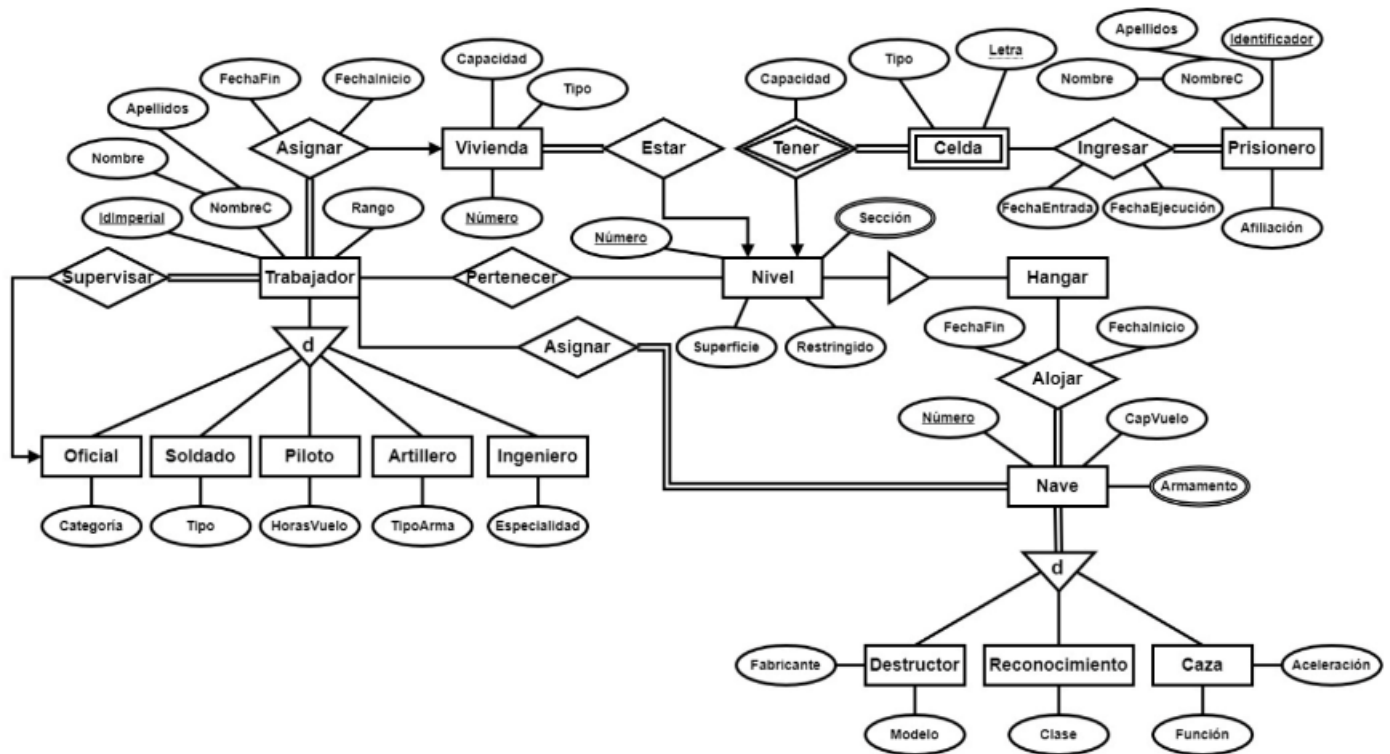 Apellidos
Identificador
Capacidad
Tipo
Letra
FechaFin
FechaInicio
Capacidad
Nombre
NombreC
Tipo
Apellidos
Asignar
Vivienda
Estar
Tener
Celda
Ingresar
Prisionero
Nombre
NombreC
Rango
FechaEntrada
FechaEjecución
IdImperial
Número
Sección
Afiliación
Número
Supervisar
Trabajador
Pertenecer
Nivel
Hangar
FechaFin
FechaInicio
d
Asignar
Superficie
Restringido
Alojar
Número
CapVuelo
Oficial
Soldado
Piloto
Artillero
Ingeniero
Nave
Armamento
Categoría
Tipo
HorasVuelo
TipoArma
Especialidad
d
Fabricante
Destructor
Reconocimiento
Caza
Aceleración
Modelo
Clase
Función